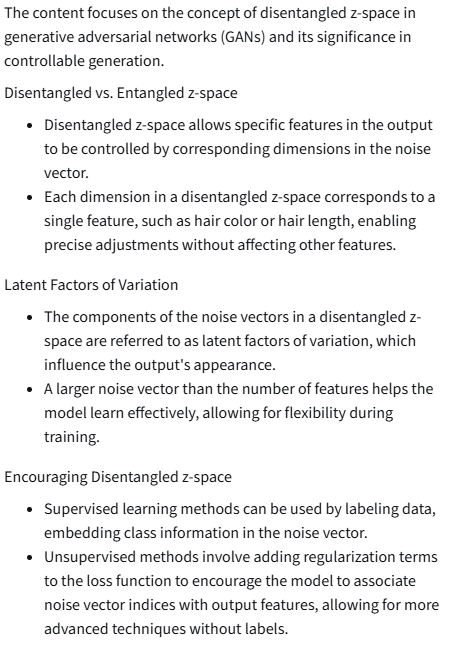 The content focuses on the concept of disentangled z-space in
generative adversarial networks (GANs) and its significance in
controllable generation.
Disentangled vs. Entangled z-space
• Disentangled z-space allows specific features in the output
to be controlled by corresponding dimensions in the noise
vector.
• Each dimension in a disentangled z-space corresponds to a
single feature, such as hair color or hair length, enabling
precise adjustments without affecting other features.
Latent Factors of Variation
• The components of the noise vectors in a disentangled z-
space are referred to as latent factors of variation, which
influence the output's appearance.
• A larger noise vector than the number of features helps the
model learn effectively, allowing for flexibility during
training.
Encouraging Disentangled z-space
• Supervised learning methods can be used by labeling data,
embedding class information in the noise vector.
• Unsupervised methods involve adding regularization terms
to the loss function to encourage the model to associate
noise vector indices with output features, allowing for more
advanced techniques without labels.